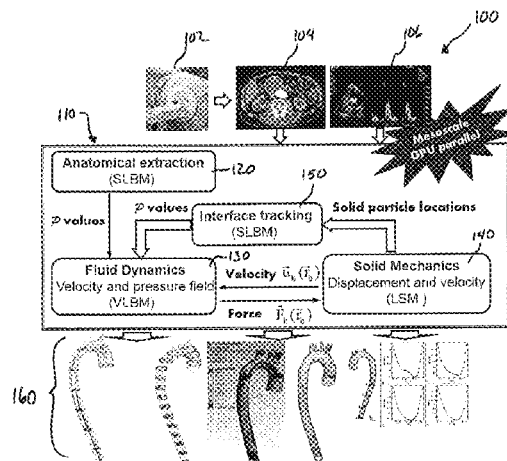 102
104
106
100
110
Mesoscale
GPU parallel
Anatomical extraction
(SLBM)
120
150
p values
p values
Interface tracking
(SLBM)
Solid particle locations
140
130
Fluid Dynamics
Velocity and pressure field
(VLBM)
Velocity
Force
Solid Mechanics
Displacement and velocity
(LSM)
160